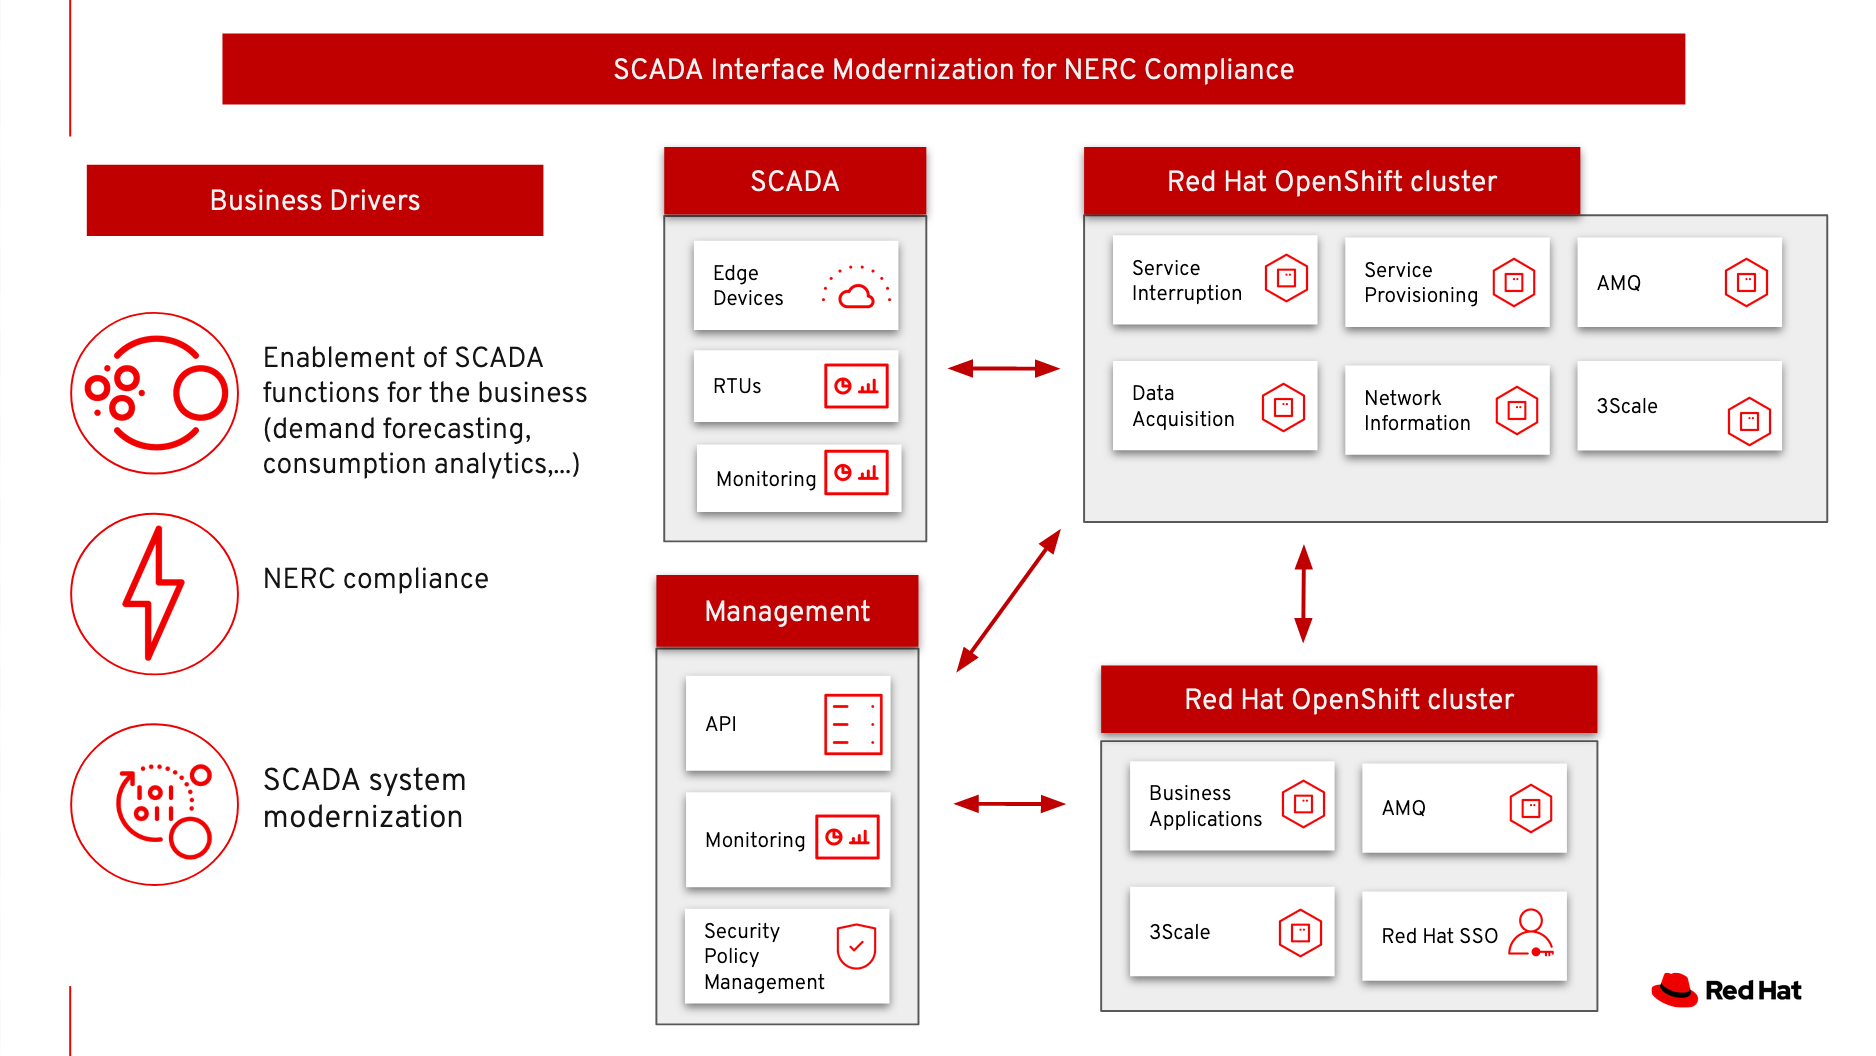 SCADA Interface Modernization for NERC Compliance
Business Drivers
Enablement of SCADA
functions for the business
(demand forecasting,
consumption analytics,...)
NERC compliance
SCADA system
modernization
SCADA
Edge
Devices
RTUs
Monitoring
Red Hat OpenShift cluster
Service
Interruption
Service
Provisioning
AMQ
Data
Acquisition
Network
Information
3Scale
Management
API
Monitoring
Security
Policy
Management
Red Hat OpenShift cluster
Business
Applications
AMQ
3Scale
Red Hat SSO
Red Hat